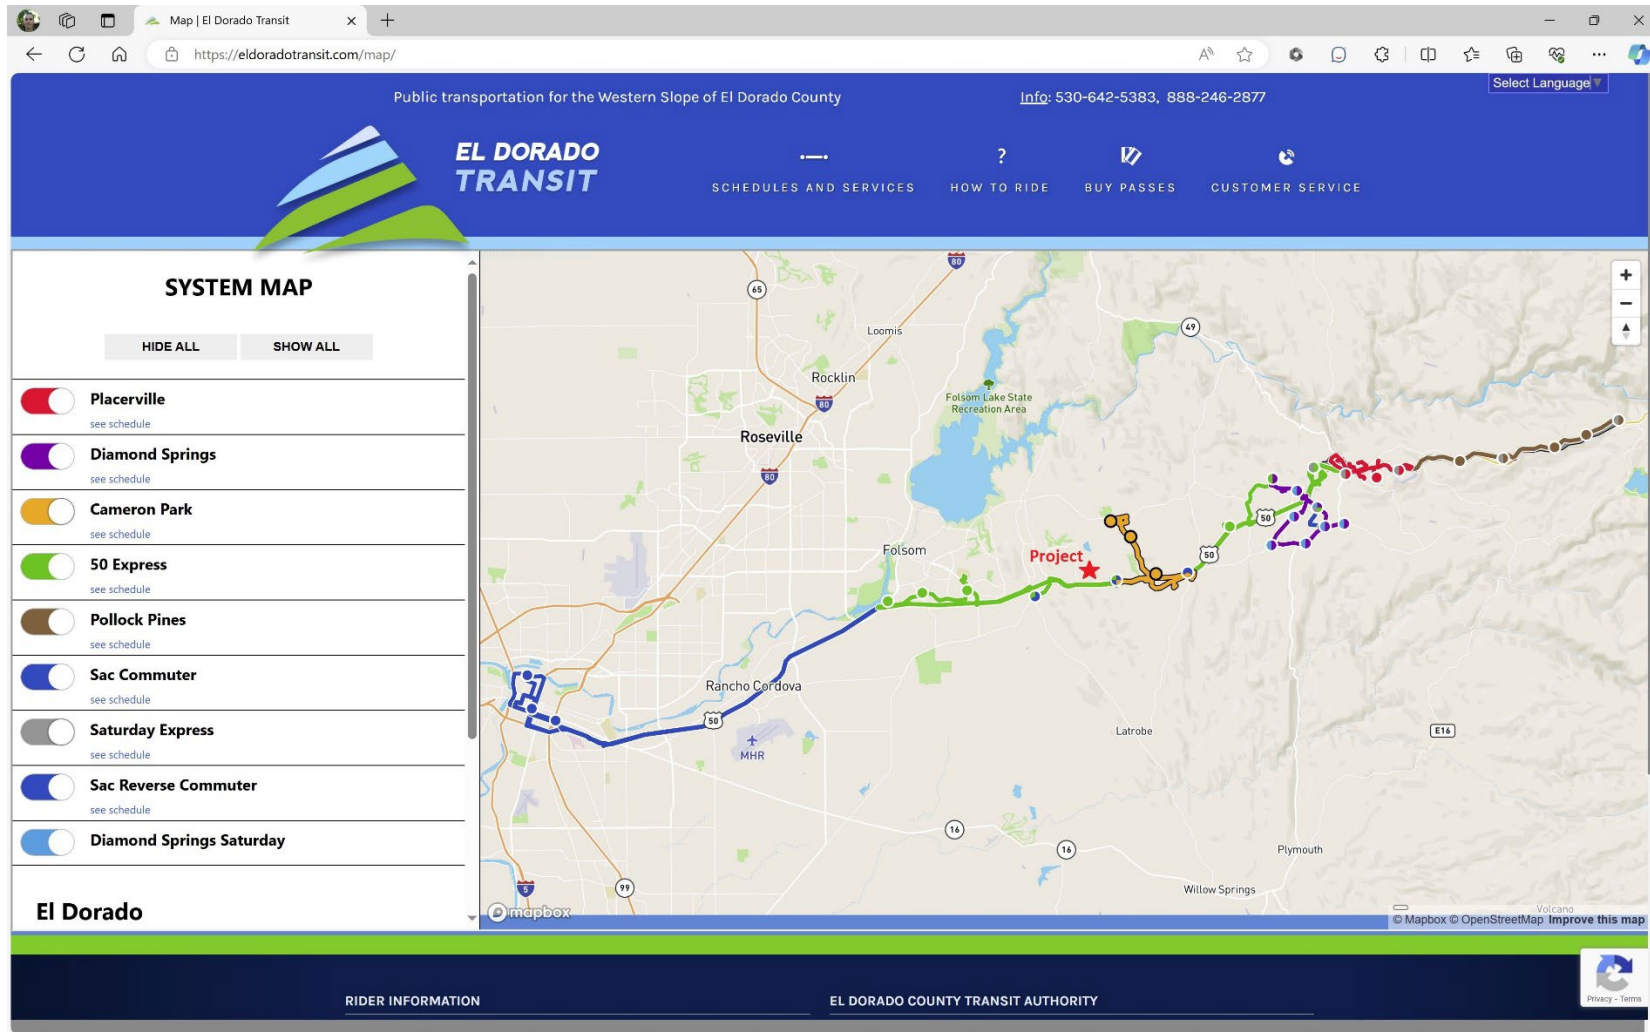 Map | El Dorado Transit
https://eldoradotransit.com/map/
Select Language
Public transportation for the Western Slope of El Dorado County
Info: 530-642-5383, 888-246-2877
EL DORADO
TRANSIT
SCHEDULES AND SERVICES
HOW TO RIDE
BUY PASSES
CUSTOMER SERVICE
SYSTEM MAP
HIDE ALL
SHOW ALL
Placerville
see schedule
Diamond Springs
see schedule
Cameron Park
see schedule
50 Express
see schedule
Pollock Pines
see schedule
Sac Commuter
see schedule
Saturday Express
see schedule
Sac Reverse Commuter
see schedule
Diamond Springs Saturday
El Dorado
80
65
Loomis
49
Rocklin
80
Folsom Lake State
Recreation Area
Roseville
80
50
Folsom
Project
50
Rancho Cordova
50
MHR
Latrobe
E16
16
16
Plymouth
5
99
Willow Springs
Volcano
mapbox
© Mapbox © OpenStreetMap Improve this map
RIDER INFORMATION
EL DORADO COUNTY TRANSIT AUTHORITY
Privacy - Terms